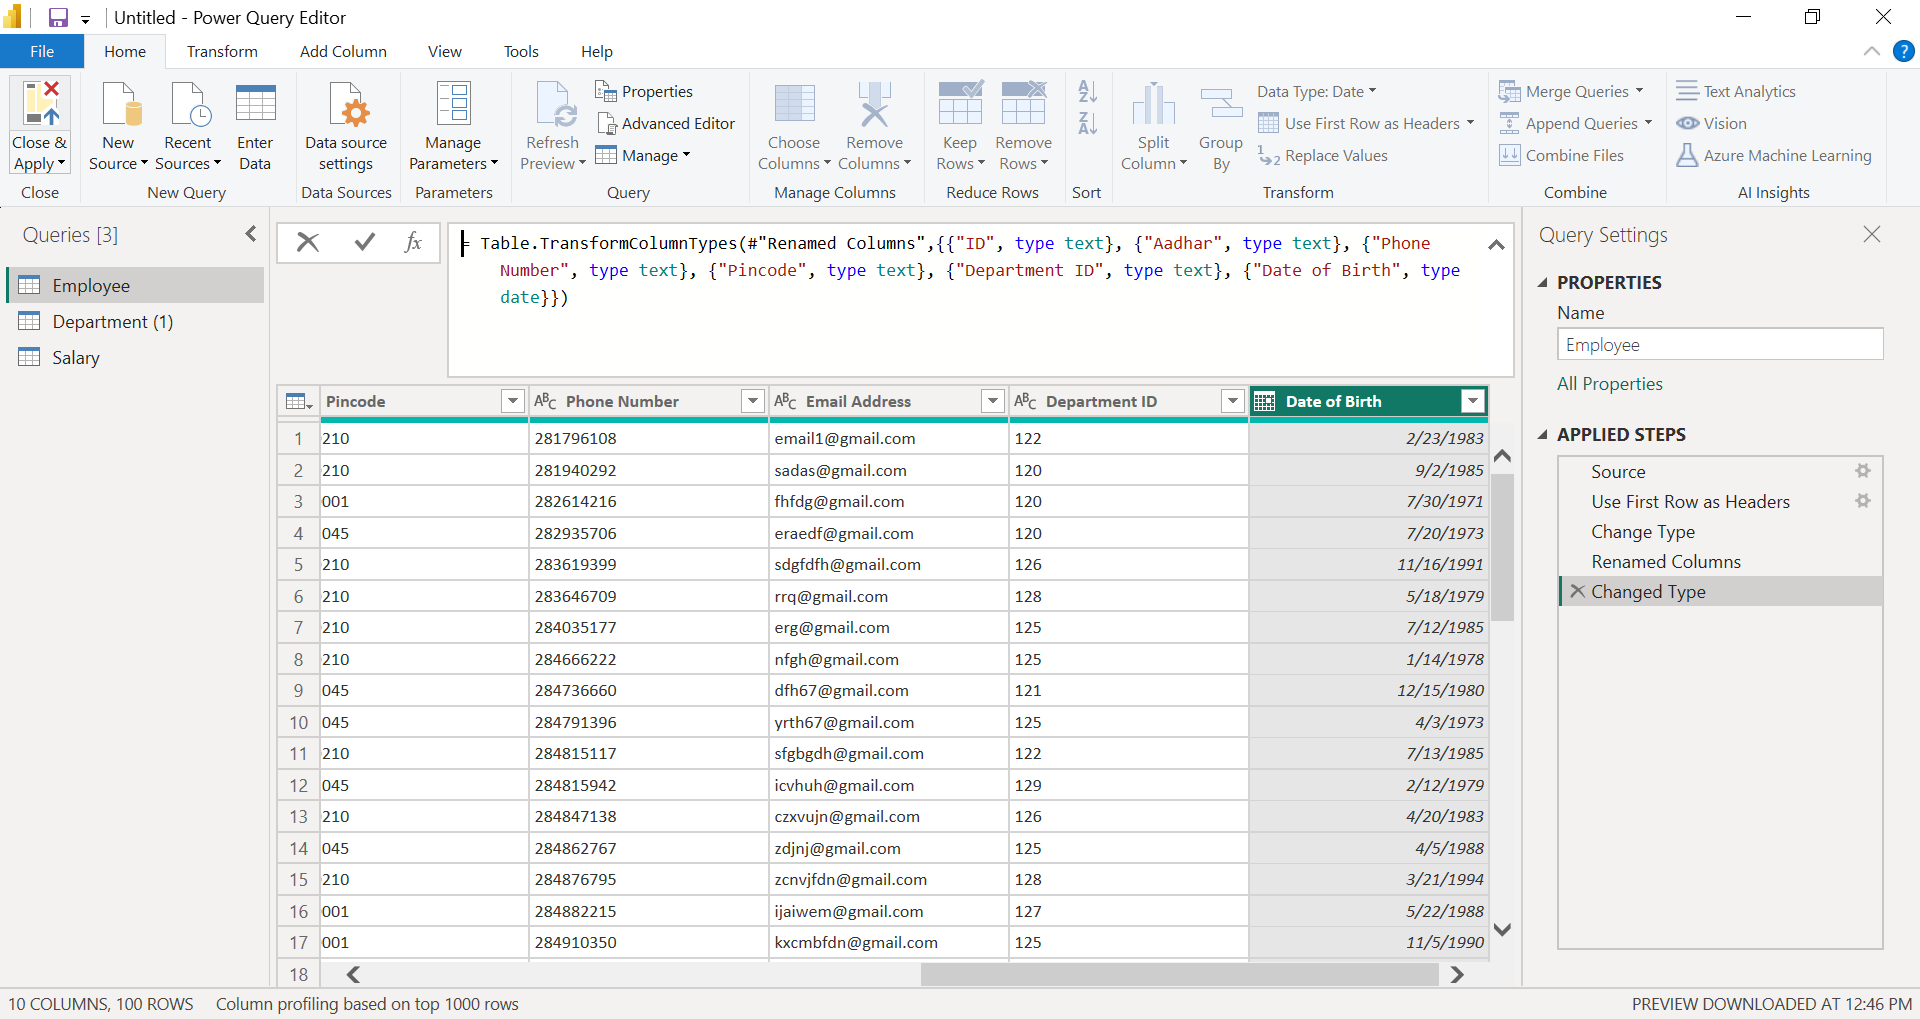 Untitled - Power Query Editor
File Home Transform Add Column View Tools Help
Close & Apply
New Source
Recent Sources
Enter Data
Data source settings
Manage Parameters
Refresh Preview
Properties
Advanced Editor
Manage
Choose Columns
Remove Columns
Keep Rows
Remove Rows
Split Column
Group By
Data Type: Date
Use First Row as Headers
Replace Values
Merge Queries
Append Queries
Combine Files
Text Analytics
Vision
Azure Machine Learning
Close New Query Data Sources Parameters Query Manage Columns Reduce Rows Sort Transform Combine AI Insights
Queries [3]
Employee
Department (1)
Salary
fx
= Table.TransformColumnTypes(#"Renamed Columns",{{"ID", type text}, {"Aadhar", type text}, {"Phone
Number", type text}, {"Pincode", type text}, {"Department ID", type text}, {"Date of Birth", type
date}})
Pincode ABC Phone Number ABC Email Address ABC Department ID Date of Birth
1 210 281796108 email1@gmail.com 122 2/23/1983
2 210 281940292 sadas@gmail.com 120 9/2/1985
3 001 282614216 fhfdg@gmail.com 120 7/30/1971
4 045 282935706 eraedf@gmail.com 120 7/20/1973
5 210 283619399 sdgfdfh@gmail.com 126 11/16/1991
6 210 283646709 rrq@gmail.com 128 5/18/1979
7 210 284035177 erg@gmail.com 125 7/12/1985
8 210 284666222 nfgh@gmail.com 125 1/14/1978
9 045 284736660 dfh67@gmail.com 121 12/15/1980
10 045 284791396 yrth67@gmail.com 125 4/3/1973
11 210 284815117 sfgbgdh@gmail.com 122 7/13/1985
12 045 284815942 icvhuh@gmail.com 129 2/12/1979
13 210 284847138 czxvujn@gmail.com 126 4/20/1983
14 045 284862767 zdjnj@gmail.com 125 4/5/1988
15 210 284876795 zcnvjfdn@gmail.com 128 3/21/1994
16 001 284882215 ijaiwem@gmail.com 127 5/22/1988
17 001 284910350 kxcmbfdn@gmail.com 125 11/5/1990
18
Query Settings
PROPERTIES
Name
Employee
All Properties
APPLIED STEPS
Source
Use First Row as Headers
Change Type
Renamed Columns
Changed Type
10 COLUMNS, 100 ROWS Column profiling based on top 1000 rows
PREVIEW DOWNLOADED AT 12:46 PM